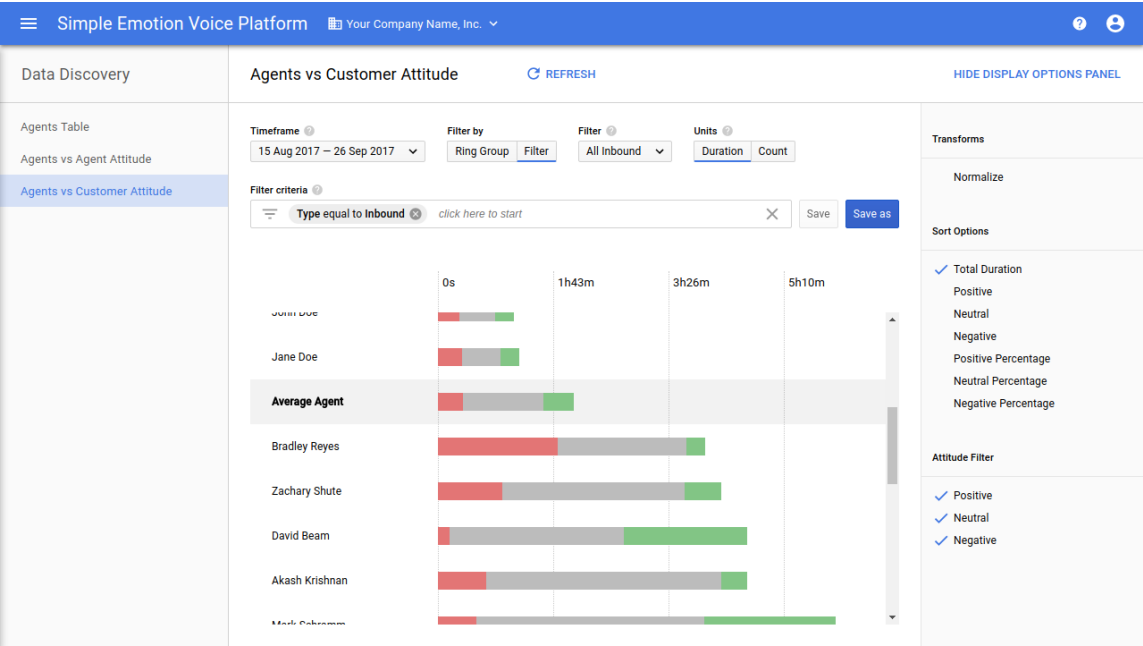 Simple Emotion Voice Platform
Your Company Name, Inc.
Data Discovery
Agents vs Customer Attitude
REFRESH
HIDE DISPLAY OPTIONS PANEL
Agents Table
Agents vs Agent Attitude
Agents vs Customer Attitude
Timeframe
15 Aug 2017 — 26 Sep 2017
Filter by
Ring Group Filter
Filter
All Inbound
Units
Duration Count
Filter criteria
Type equal to Inbound
click here to start
Save
Save as
0s 1h43m 3h26m 5h10m
John Doe
Jane Doe
Average Agent
Bradley Reyes
Zachary Shute
David Beam
Akash Krishnan
Mark Schramm
Transforms
Normalize
Sort Options
Total Duration
Positive
Neutral
Negative
Positive Percentage
Neutral Percentage
Negative Percentage
Attitude Filter
Positive
Neutral
Negative